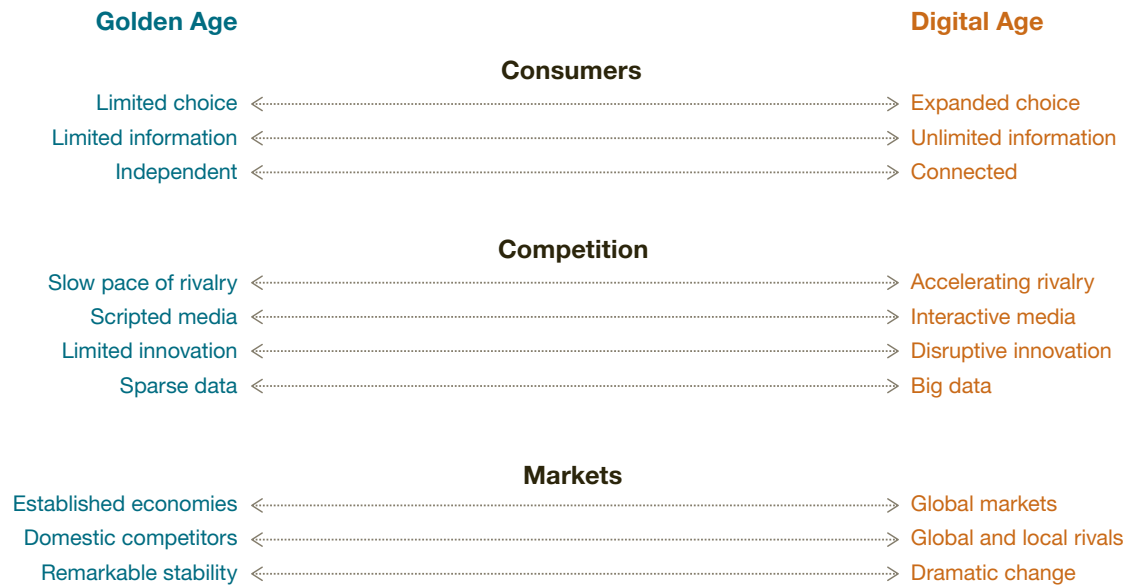 Golden Age Digital Age
Consumers
Limited choice Expanded choice
Limited information Unlimited information
Independent Connected
Competition
Slow pace of rivalry Accelerating rivalry
Scripted media Interactive media
Limited innovation Disruptive innovation
Sparse data Big data
Markets
Established economies Global markets
Domestic competitors Global and local rivals
Remarkable stability Dramatic change